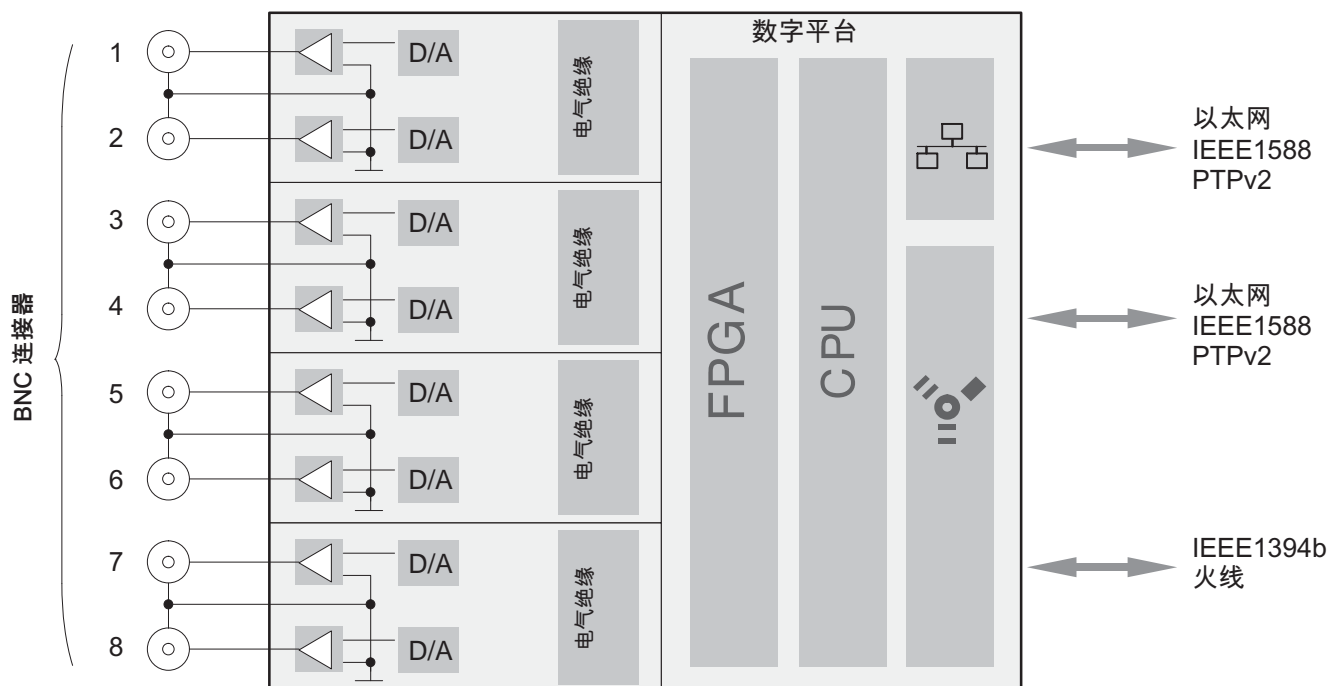 数字平台
BNC 连接器
1
D/A
2
D/A
电气绝缘
3
D/A
4
D/A
电气绝缘
5
D/A
6
D/A
电气绝缘
7
D/A
8
D/A
电气绝缘
FPGA
CPU
以太网
IEEE1588
PTPv2
以太网
IEEE1588
PTPv2
IEEE1394b
火线